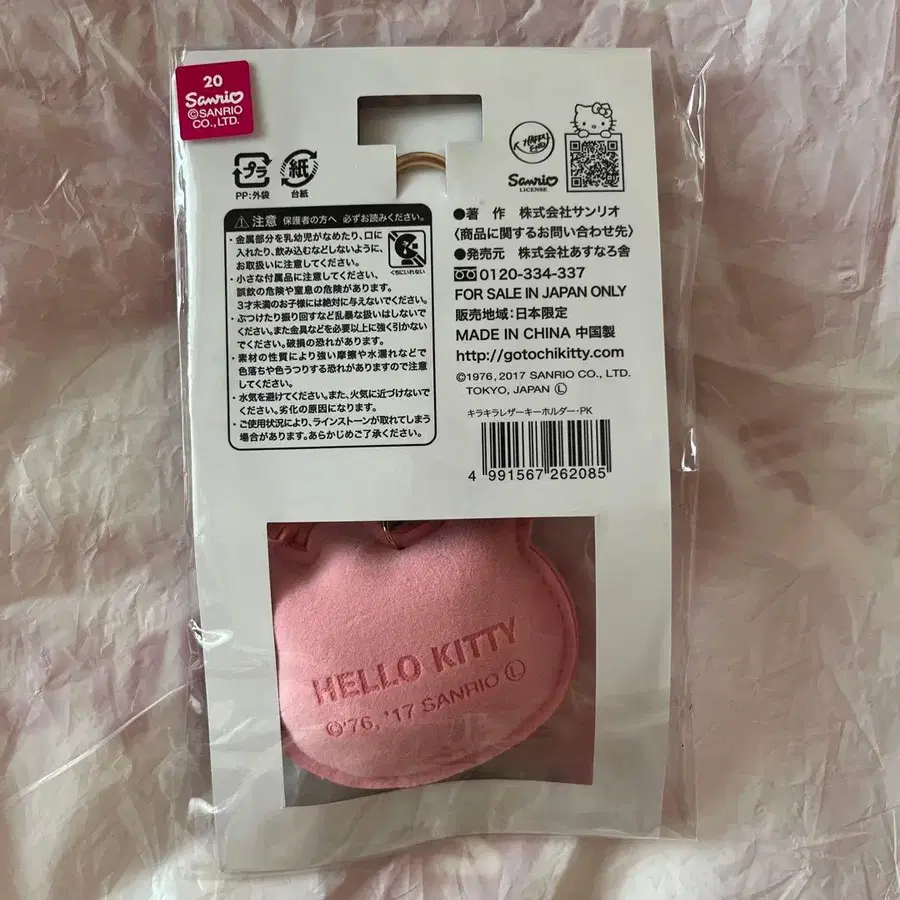 20
Sanrio
©SANRIO
CO., LTD.
プラ
PP:外袋
紙
台紙
HAPPY
Sanrio
LICENSE
注意 保護者の方へ 必ずお読みください。
・金属部分を乳幼児がなめたり、口に
入れたり、飲み込むなどしないように、
お取扱いに注意してください。
くちにいれない
・小さな付属品に注意してください、
誤飲の危険や窒息の危険があります。
3才未満のお子様には絶対に与えないでください。
・ぶつけたり振り回すなど乱暴な扱いはしないで
ください。また金具などを必要以上に強く引かない
でください。破損の恐れがあります。
・素材の性質により強い摩擦や水濡れなどで
色落ちや色うつりする恐れがありますので注意
してください。
・水気を避けてください。また、火気に近づけないで
ください。劣化の原因になります。
・ご使用状況により、ラインストーンが取れてしまう
場合があります。あらかじめご了承ください。
●著 作 株式会社サンリオ
〈商品に関するお問い合わせ先〉
●発売元 株式会社あすなろ舎
0120-334-337
FOR SALE IN JAPAN ONLY
販売地域：日本限定
MADE IN CHINA 中国製
http://gotochikitty.com
©1976, 2017 SANRIO CO., LTD.
TOKYO, JAPAN Ⓛ
キラキラレザーキーホルダー・PK
4 991567 262085
HELLO KITTY
©'76, '17 SANRIO Ⓛ